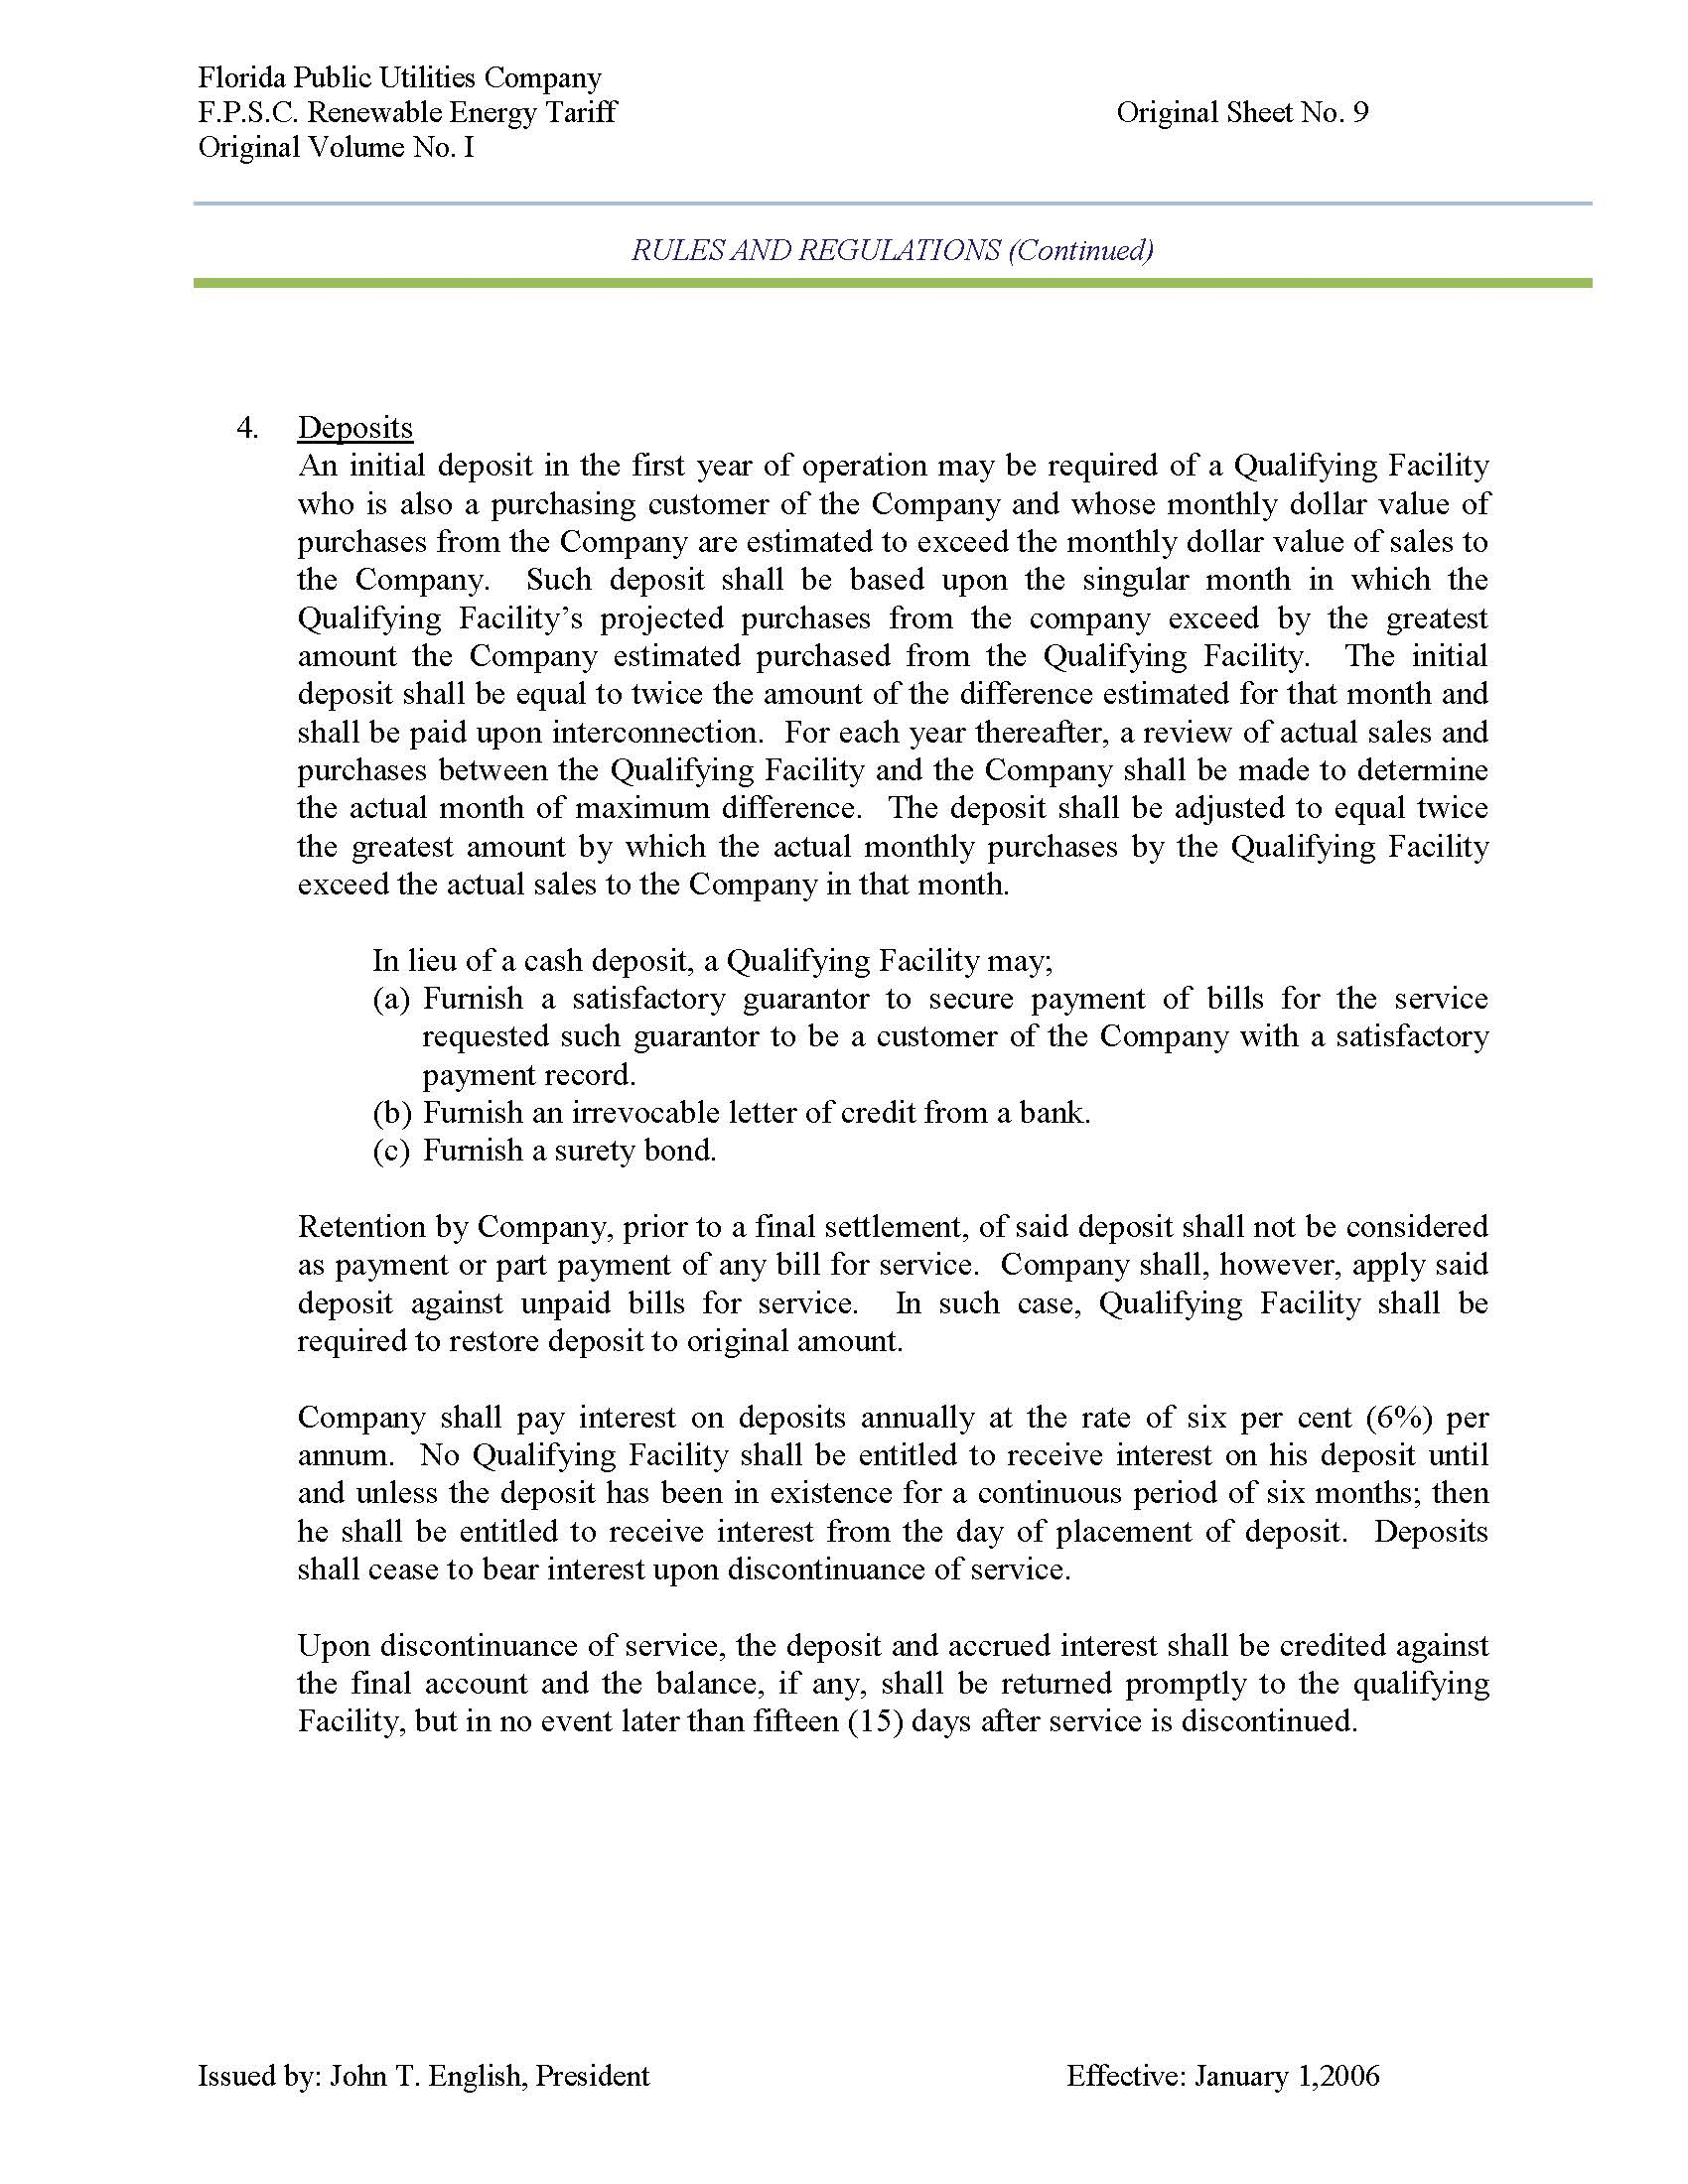 Florida Public Utilities Company
F.P.S.C. Renewable Energy Tariff Original Sheet No. 9
Original Volume No. I
RULES AND REGULATIONS (Continued)
4. Deposits
An initial deposit in the first year of operation may be required of a Qualifying Facility
who is also a purchasing customer of the Company and whose monthly dollar value of
purchases from the Company are estimated to exceed the monthly dollar value of sales to
the Company. Such deposit shall be based upon the singular month in which the
Qualifying Facility’s projected purchases from the company exceed by the greatest
amount the Company estimated purchased from the Qualifying Facility. The initial
deposit shall be equal to twice the amount of the difference estimated for that month and
shall be paid upon interconnection. For each year thereafter, a review of actual sales and
purchases between the Qualifying Facility and the Company shall be made to determine
the actual month of maximum difference. The deposit shall be adjusted to equal twice
the greatest amount by which the actual monthly purchases by the Qualifying Facility
exceed the actual sales to the Company in that month.
In lieu of a cash deposit, a Qualifying Facility may;
(a) Furnish a satisfactory guarantor to secure payment of bills for the service
requested such guarantor to be a customer of the Company with a satisfactory
payment record.
(b) Furnish an irrevocable letter of credit from a bank.
(c) Furnish a surety bond.
Retention by Company, prior to a final settlement, of said deposit shall not be considered
as payment or part payment of any bill for service. Company shall, however, apply said
deposit against unpaid bills for service. In such case, Qualifying Facility shall be
required to restore deposit to original amount.
Company shall pay interest on deposits annually at the rate of six per cent (6%) per
annum. No Qualifying Facility shall be entitled to receive interest on his deposit until
and unless the deposit has been in existence for a continuous period of six months; then
he shall be entitled to receive interest from the day of placement of deposit. Deposits
shall cease to bear interest upon discontinuance of service.
Upon discontinuance of service, the deposit and accrued interest shall be credited against
the final account and the balance, if any, shall be returned promptly to the qualifying
Facility, but in no event later than fifteen (15) days after service is discontinued.
Issued by: John T. English, President Effective: January 1,2006